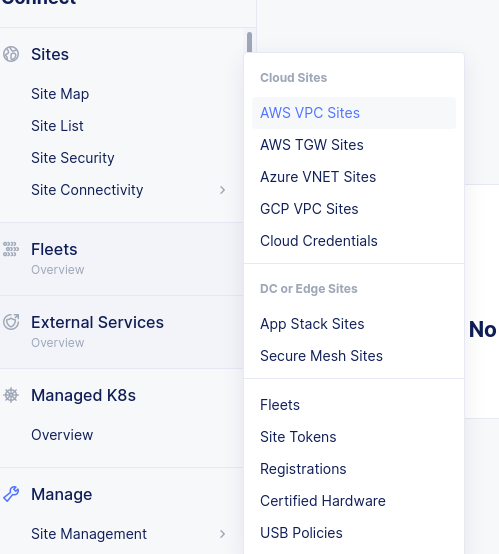 Connect
Sites
Site Map
Site List
Site Security
Site Connectivity
Fleets
Overview
External Services
Overview
Managed K8s
Overview
Manage
Site Management
Cloud Sites
AWS VPC Sites
AWS TGW Sites
Azure VNET Sites
GCP VPC Sites
Cloud Credentials
DC or Edge Sites
App Stack Sites
Secure Mesh Sites
Fleets
Site Tokens
Registrations
Certified Hardware
USB Policies
No